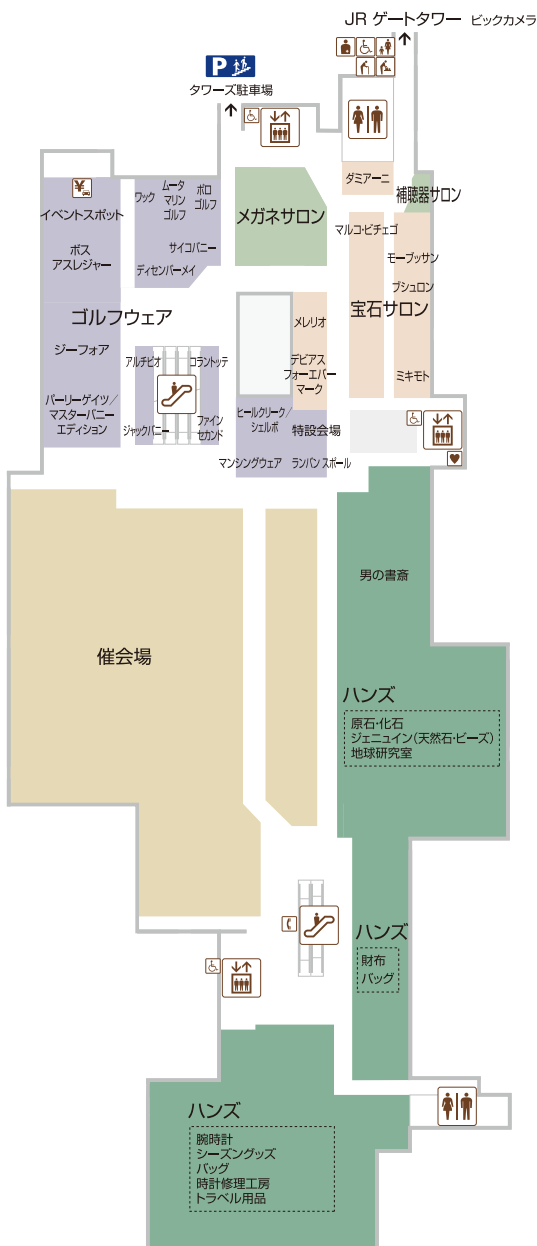 JR ゲートタワー ビックカメラ
P
タワーズ駐車場
ダミアーニ
補聴器サロン
¥
イベントスポット
ワック
ムータ
マリン
ゴルフ
ポロ
ゴルフ
メガネサロン
マルコ・ビチェゴ
サイコバニー
ボス
アスレジャー
ディセンバーメイ
モーブッサン
ブシュロン
宝石サロン
ゴルフウェア
メレリオ
ジーフォア
アルチビオ
コラントッテ
デビアス
フォーエバー
マーク
ミキモト
パーリーゲイツ/
マスターバニー
エディション
ジャックバニー
ファイン
セカンド
ヒールクリーク/
シェルボ
特設会場
マンシングウェア
ランバン スポール
男の書斎
催会場
ハンズ
原石・化石
ジェニュイン(天然石・ビーズ)
地球研究室
ハンズ
財布
バッグ
ハンズ
腕時計
シーズングッズ
バッグ
時計修理工房
トラベル用品